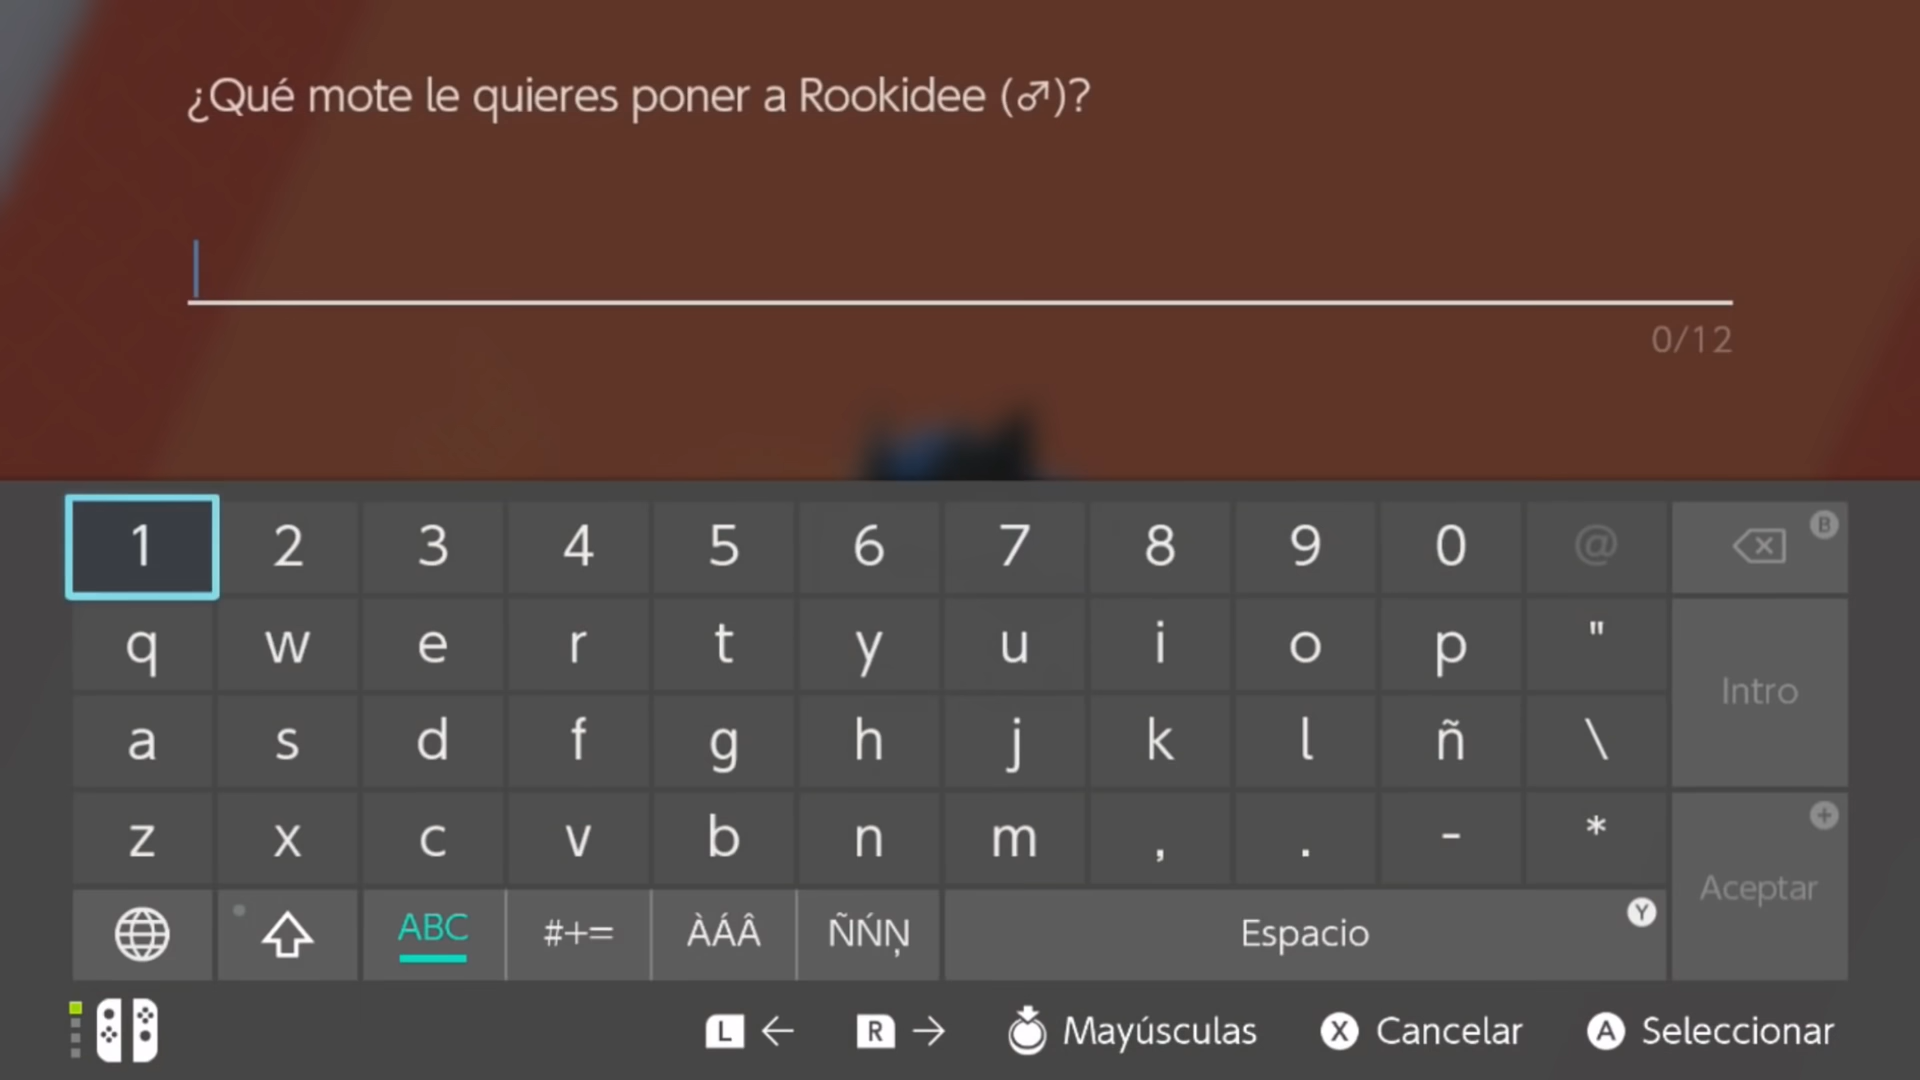 ¿Qué mote le quieres poner a Rookidee (♂)?
0/12
1 2 3 4 5 6 7 8 9 0 @ B
q w e r t y u i o p "
Intro
a s d f g h j k l ñ \
z x c v b n m , . - *
+
Aceptar
ABC #+= ÀÁÂ ÑŃŅ Espacio Y
L ← R → Mayúsculas X Cancelar A Seleccionar